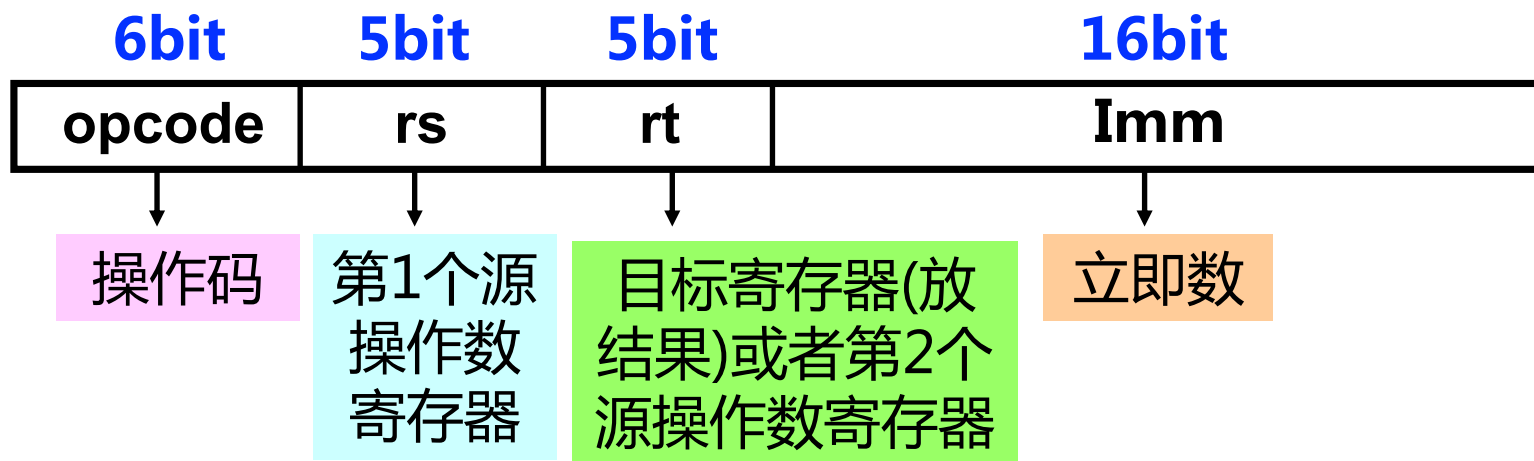 6bit 5bit 5bit 16bit
opcode rs rt Imm
操作码
第1个源
操作数
寄存器
目标寄存器(放
结果)或者第2个
源操作数寄存器
立即数